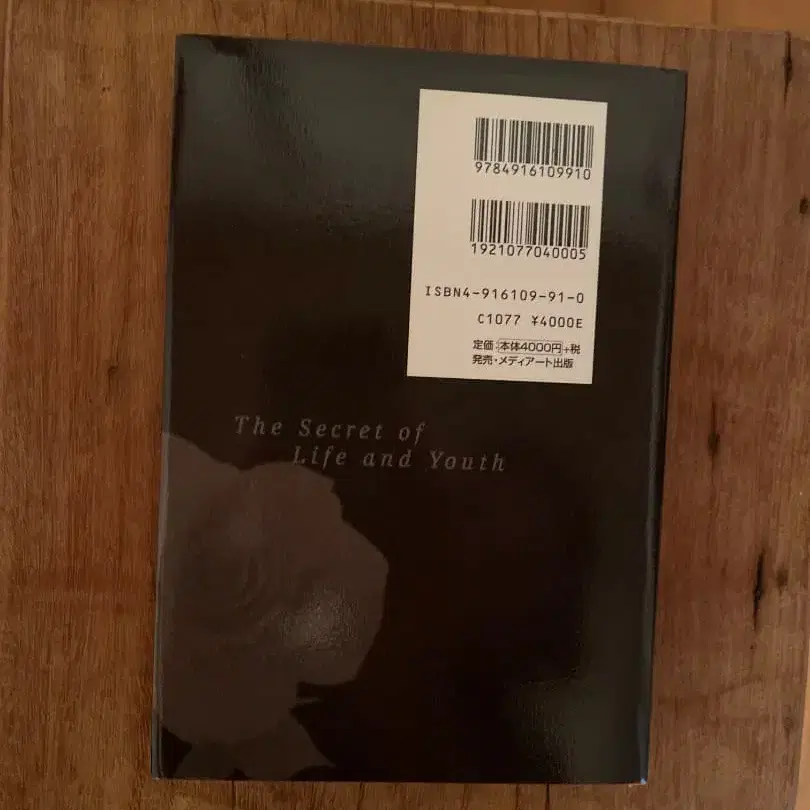 9784916109910
1921077040005
ISBN4-916109-91-0
C1077 ¥4000E
定価:本体4000円+税
発売・メディアート出版
The Secret of
Life and Youth